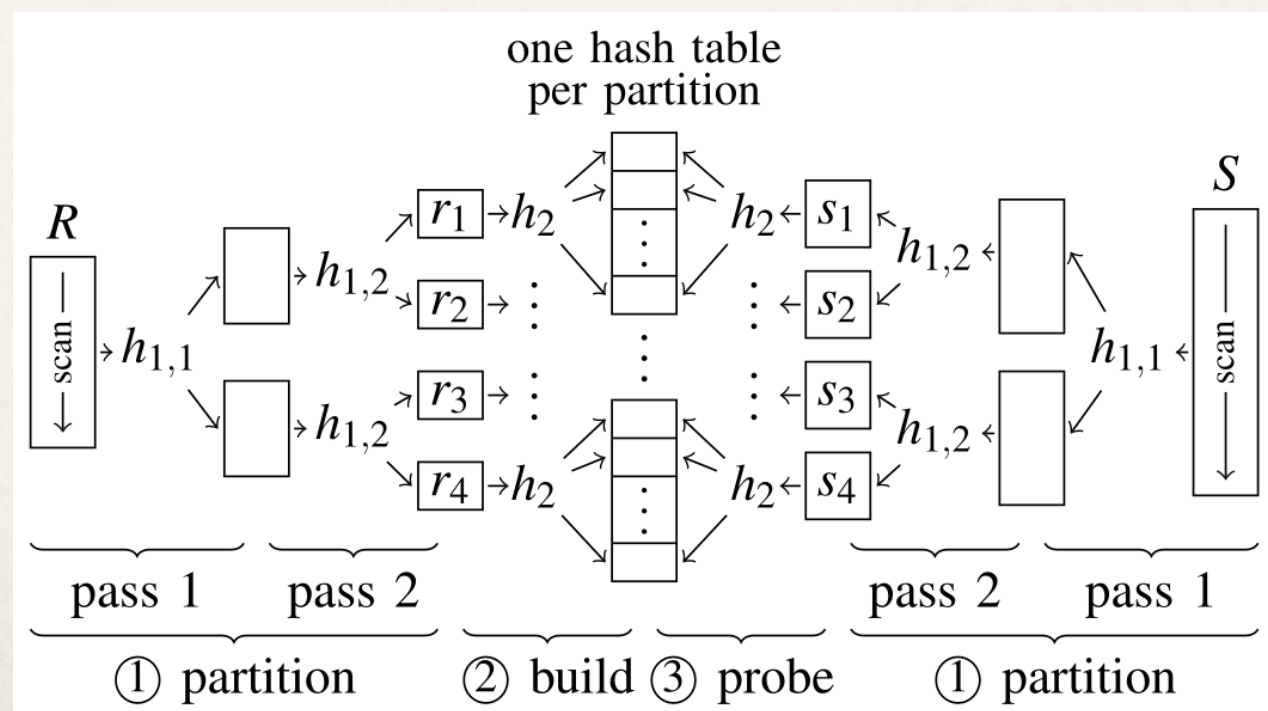 one hash table
per partition
R
S
r1 → h2
h2 ← s1
h1,2
h1,2
r2 →
← s2
scan
h1,1
h1,1
scan
r3 →
← s3
h1,2
h1,2
r4 → h2
h2 ← s4
pass 1
pass 2
pass 2
pass 1
① partition
② build
③ probe
① partition